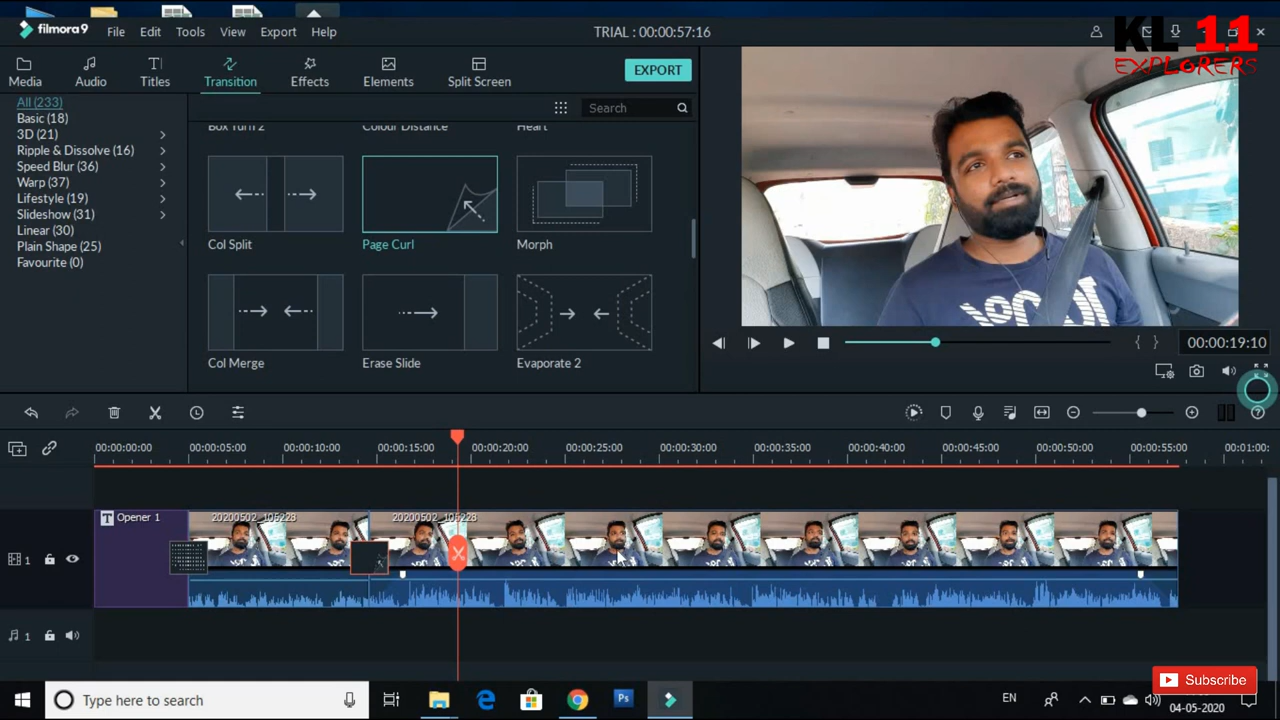 filmora9 File Edit Tools View Export Help TRIAL : 00:00:57:16
KL 11
EXPLORERS
Media Audio Titles Transition Effects Elements Split Screen EXPORT
All (233)
Basic (18)
3D (21)
Ripple & Dissolve (16)
Speed Blur (36)
Warp (37)
Lifestyle (19)
Slideshow (31)
Linear (30)
Plain Shape (25)
Favourite (0)
Search
Box Turn 2 Colour Distance Heart
Col Split Page Curl Morph
Col Merge Erase Slide Evaporate 2
00:00:19:10
00:00:00:00 00:00:05:00 00:00:10:00 00:00:15:00 00:00:20:00 00:00:25:00 00:00:30:00 00:00:35:00 00:00:40:00 00:00:45:00 00:00:50:00 00:00:55:00 00:01:00:
T Opener 1 20200502_105228 20200502_105228
1
1
Subscribe
Type here to search Ps EN
04-05-2020